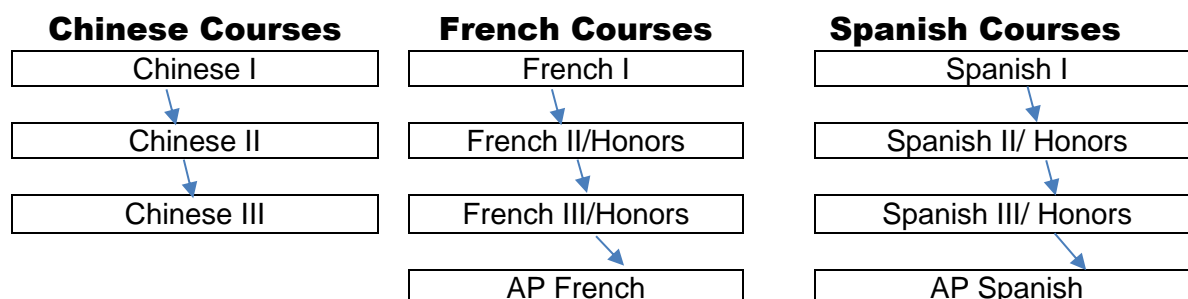 Chinese Courses
Chinese I
Chinese II
Chinese III
French Courses
French I
French II/Honors
French III/Honors
AP French
Spanish Courses
Spanish I
Spanish II/ Honors
Spanish III/ Honors
AP Spanish